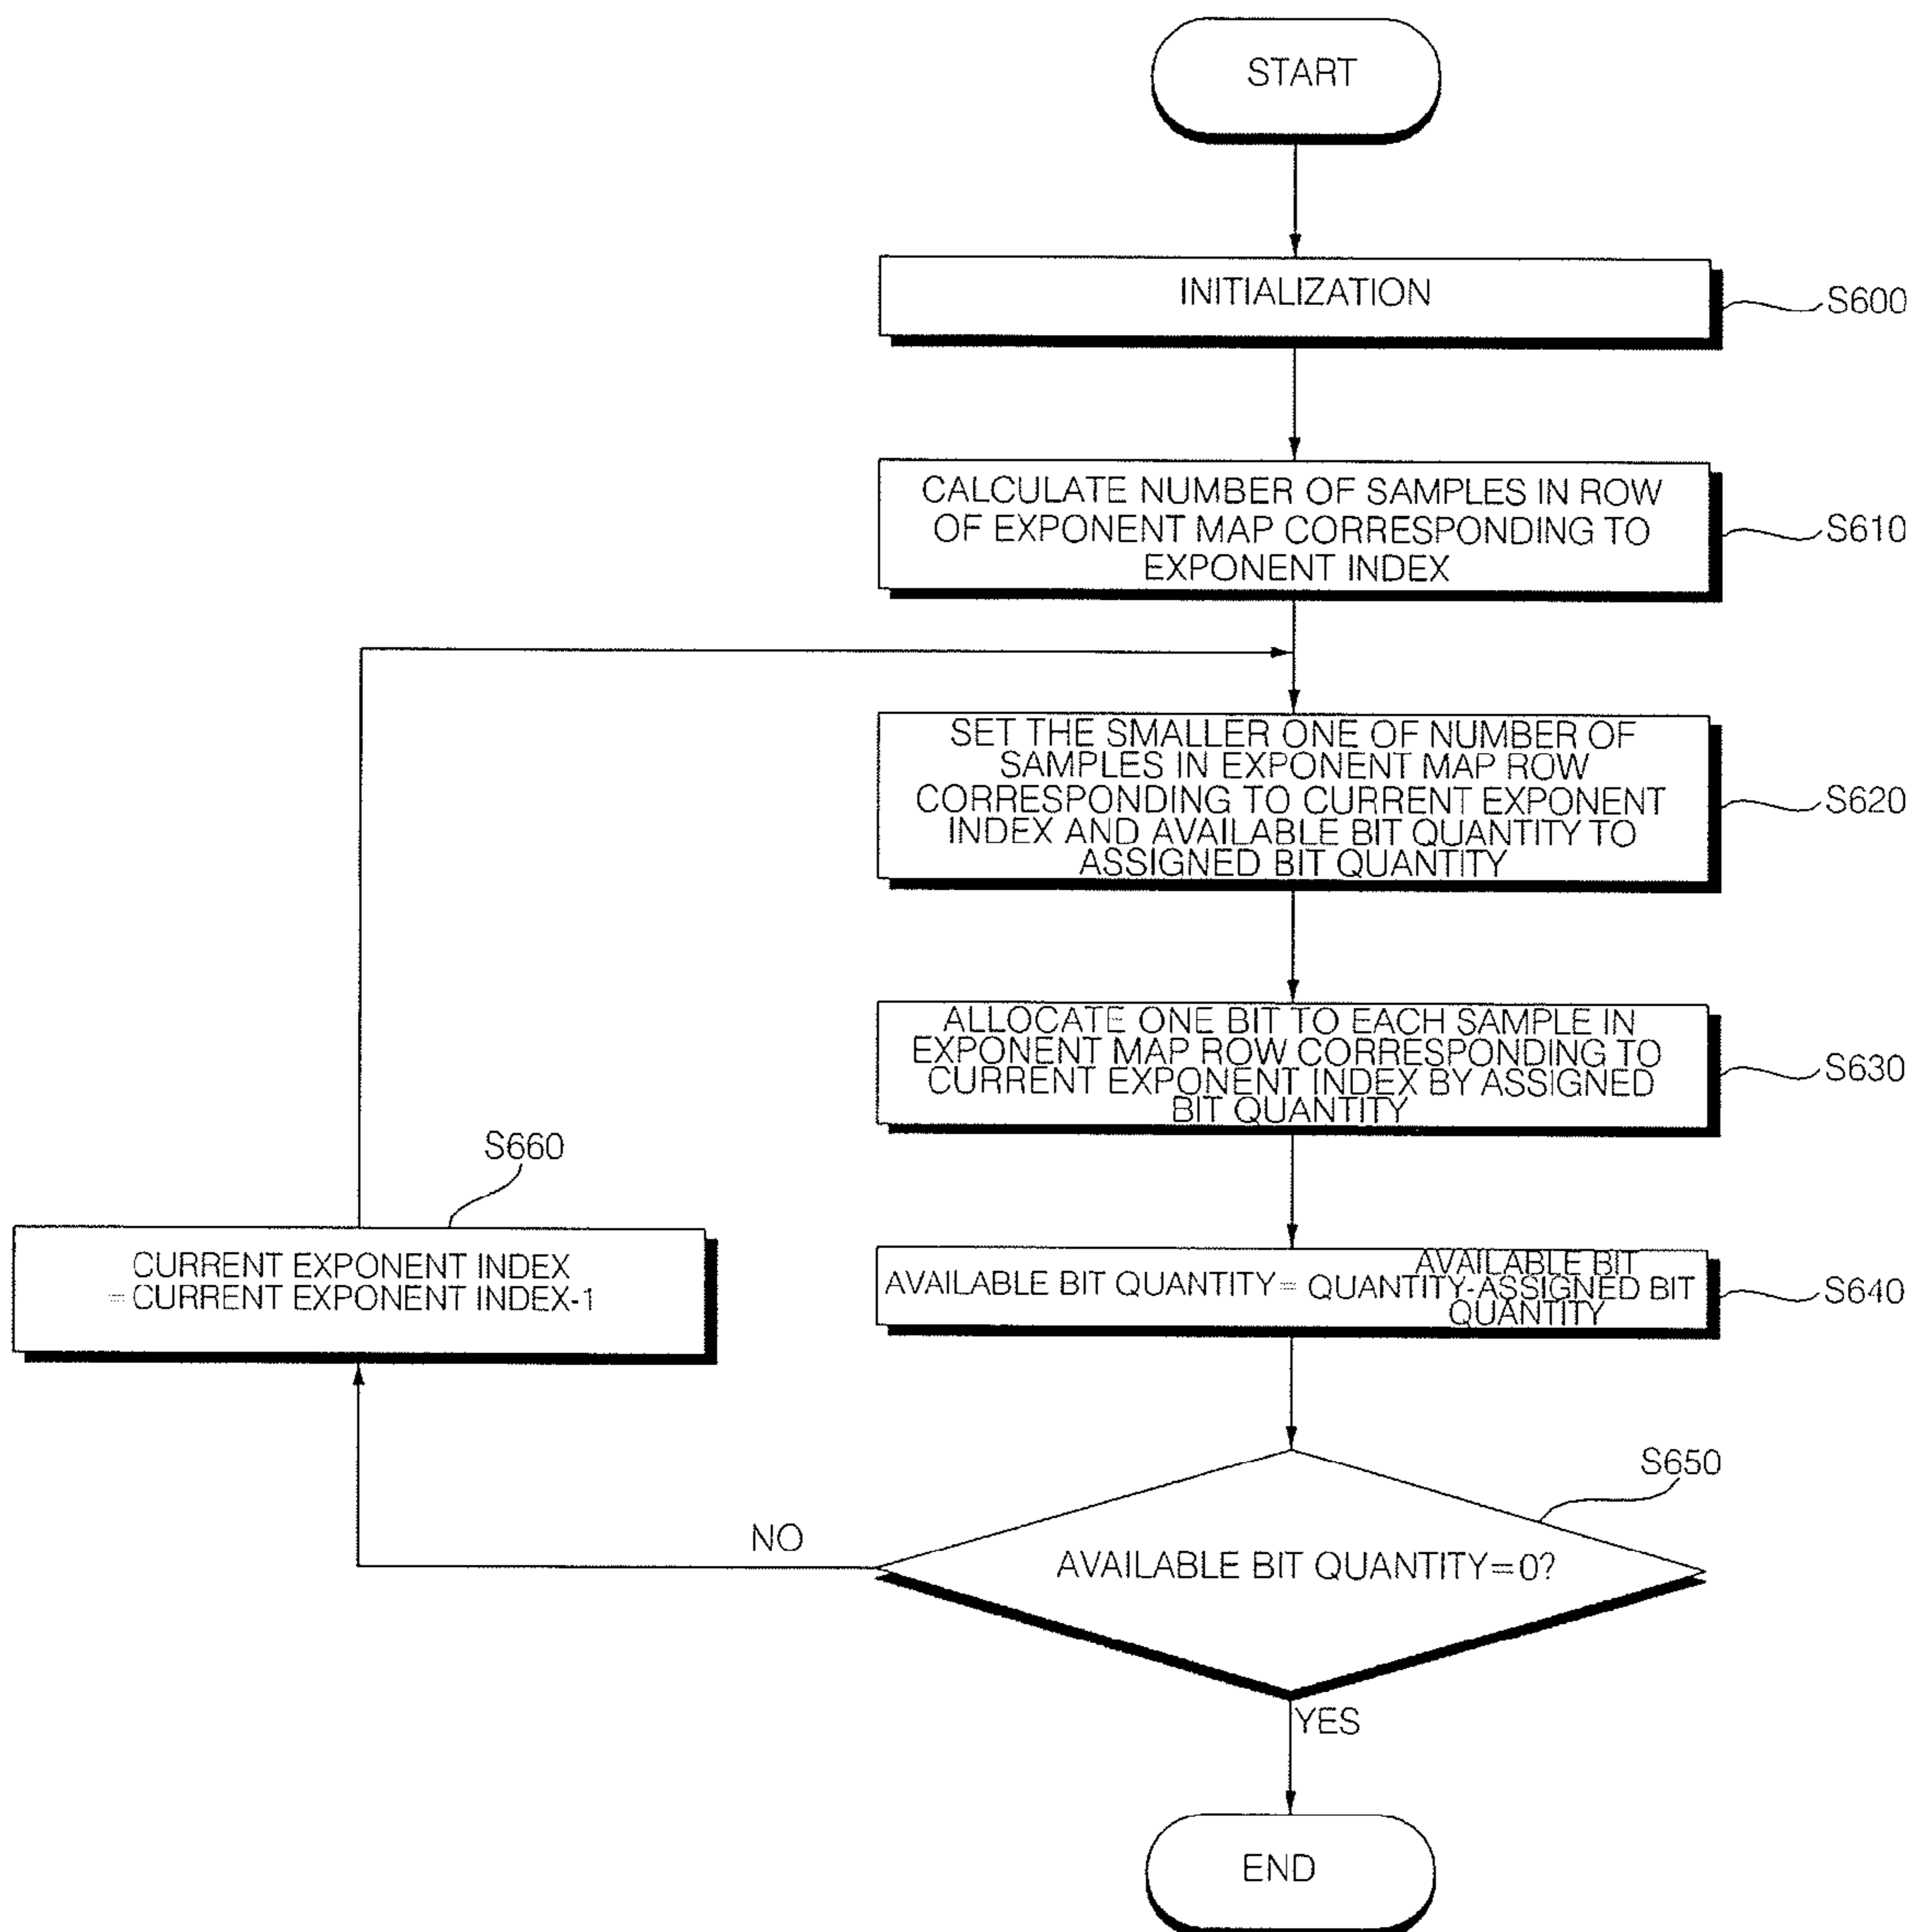 START
INITIALIZATION
S600
CALCULATE NUMBER OF SAMPLES IN ROW
OF EXPONENT MAP CORRESPONDING TO
EXPONENT INDEX
S610
SET THE SMALLER ONE OF NUMBER OF
SAMPLES IN EXPONENT MAP ROW
CORRESPONDING TO CURRENT EXPONENT
INDEX AND AVAILABLE BIT QUANTITY TO
ASSIGNED BIT QUANTITY
S620
ALLOCATE ONE BIT TO EACH SAMPLE IN
EXPONENT MAP ROW CORRESPONDING TO
CURRENT EXPONENT INDEX BY ASSIGNED
BIT QUANTITY
S630
AVAILABLE BIT
AVAILABLE BIT QUANTITY= QUANTITY-ASSIGNED BIT
QUANTITY
S640
S650
AVAILABLE BIT QUANTITY=0?
NO
S660
CURRENT EXPONENT INDEX
=CURRENT EXPONENT INDEX-1
YES
END